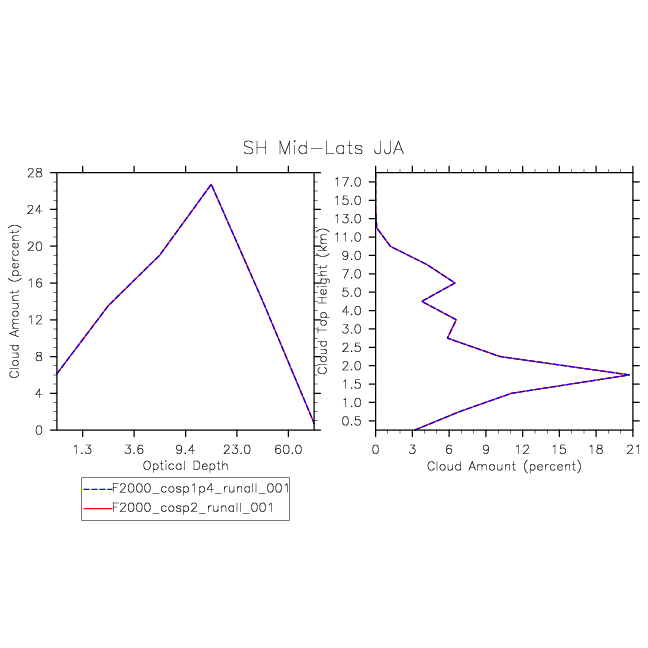 SH Mid-Lats JJA
Cloud Amount (percent)
28
24
20
16
12
8
4
0
1.3 3.6 9.4 23.0 60.0
Optical Depth
Cloud Top Height (km)
17.0
15.0
13.0
11.0
9.0
7.0
5.0
4.0
3.0
2.5
2.0
1.5
1.0
0.5
0 3 6 9 12 15 18 21
Cloud Amount (percent)
F2000_cosp1p4_runall_001
F2000_cosp2_runall_001